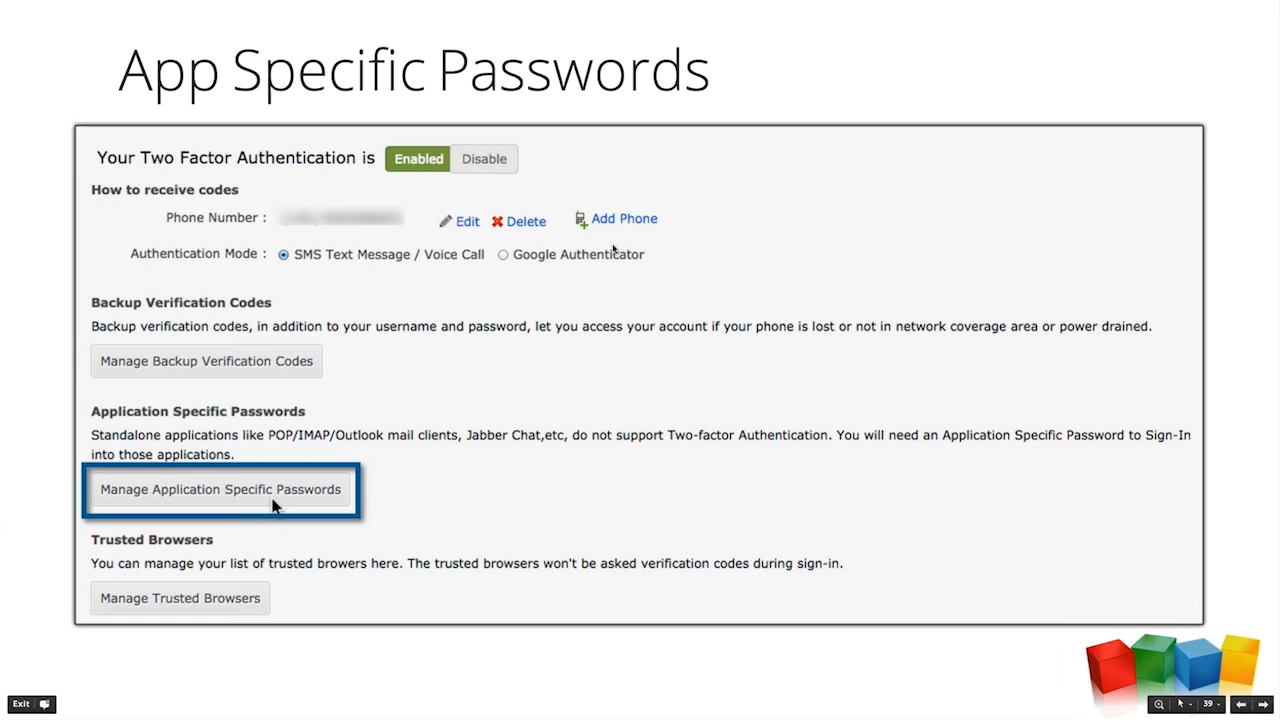 App Specific Passwords
Your Two Factor Authentication is Enabled Disable
How to receive codes
Phone Number : Edit Delete Add Phone
Authentication Mode : SMS Text Message / Voice Call Google Authenticator
Backup Verification Codes
Backup verification codes, in addition to your username and password, let you access your account if your phone is lost or not in network coverage area or power drained.
Manage Backup Verification Codes
Application Specific Passwords
Standalone applications like POP/IMAP/Outlook mail clients, Jabber Chat,etc, do not support Two-factor Authentication. You will need an Application Specific Password to Sign-In
into those applications.
Manage Application Specific Passwords
Trusted Browsers
You can manage your list of trusted browers here. The trusted browsers won't be asked verification codes during sign-in.
Manage Trusted Browsers
Exit 39